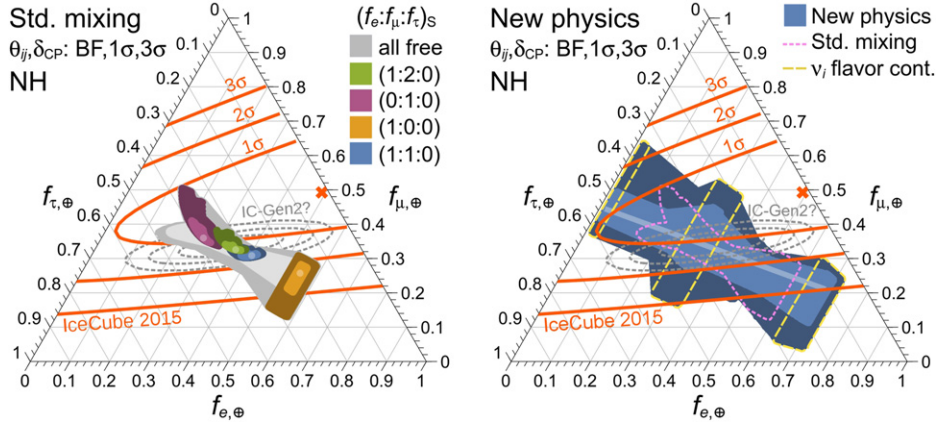 Std. mixing
θij,δCP: BF,1σ,3σ
NH
(fe:fμ:fτ)S
all free
(1:2:0)
(0:1:0)
(1:0:0)
(1:1:0)
0
0.1
0.2
0.3
0.4
0.5
0.6
0.7
0.8
0.9
1
fτ,⊕
1
0.9
0.8
0.7
0.6
0.5
0.4
0.3
0.2
0.1
0
fμ,⊕
3σ
2σ
1σ
IC-Gen2?
IceCube 2015
0
0.1
0.2
0.3
0.4
0.5
0.6
0.7
0.8
0.9
1
fe,⊕
New physics
θij,δCP: BF,1σ,3σ
NH
New physics
Std. mixing
νi flavor cont.
0
0.1
0.2
0.3
0.4
0.5
0.6
0.7
0.8
0.9
1
fτ,⊕
1
0.9
0.8
0.7
0.6
0.5
0.4
0.3
0.2
0.1
0
fμ,⊕
3σ
2σ
1σ
IC-Gen2?
IceCube 2015
0
0.1
0.2
0.3
0.4
0.5
0.6
0.7
0.8
0.9
1
fe,⊕